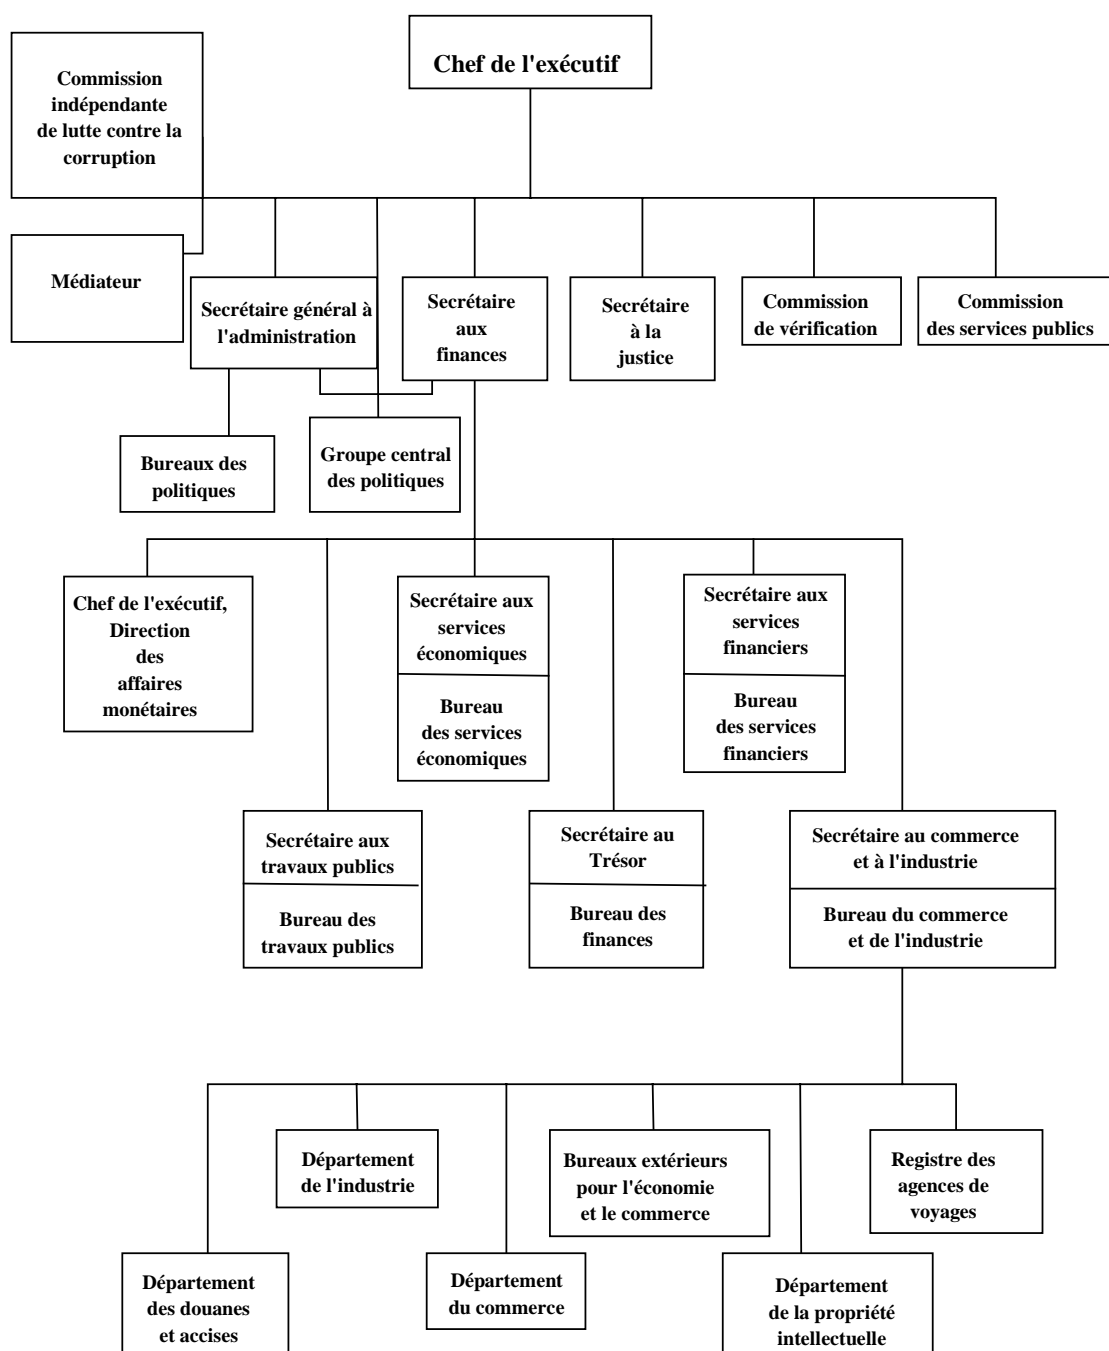 Chef de l'exécutif
Commission
indépendante
de lutte contre la
corruption
Médiateur
Secrétaire général à
l'administration
Secrétaire
aux
finances
Secrétaire
à la
justice
Commission
de vérification
Commission
des services publics
Bureaux des
politiques
Groupe central
des politiques
Chef de l'exécutif,
Direction
des
affaires
monétaires
Secrétaire aux
services
économiques
Bureau
des services
économiques
Secrétaire aux
services
financiers
Bureau
des services
financiers
Secrétaire aux
travaux publics
Bureau des
travaux publics
Secrétaire au
Trésor
Bureau des
finances
Secrétaire au commerce
et à l'industrie
Bureau du commerce
et de l'industrie
Département
de l'industrie
Bureaux extérieurs
pour l'économie
et le commerce
Registre des
agences de
voyages
Département
des douanes
et accises
Département
du commerce
Département
de la propriété
intellectuelle